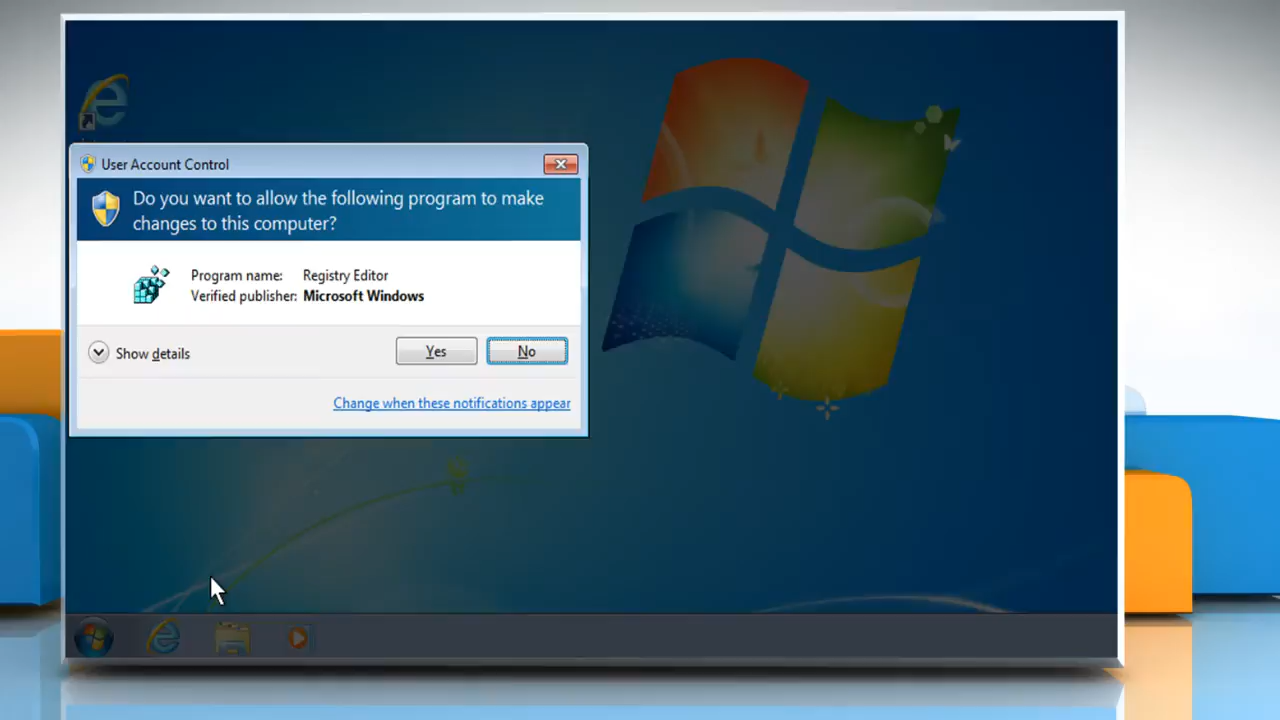 User Account Control
Do you want to allow the following program to make
changes to this computer?
Program name: Registry Editor
Verified publisher: Microsoft Windows
Show details
Yes
No
Change when these notifications appear